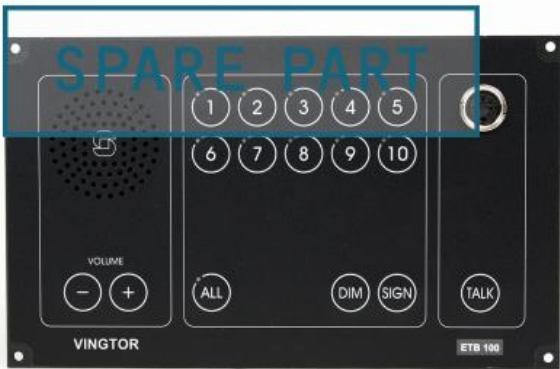 SPARE PART
1 2 3 4 5
6 7 8 9 10
VOLUME
− +
ALL DIM SIGN TALK
VINGTOR ETB 100